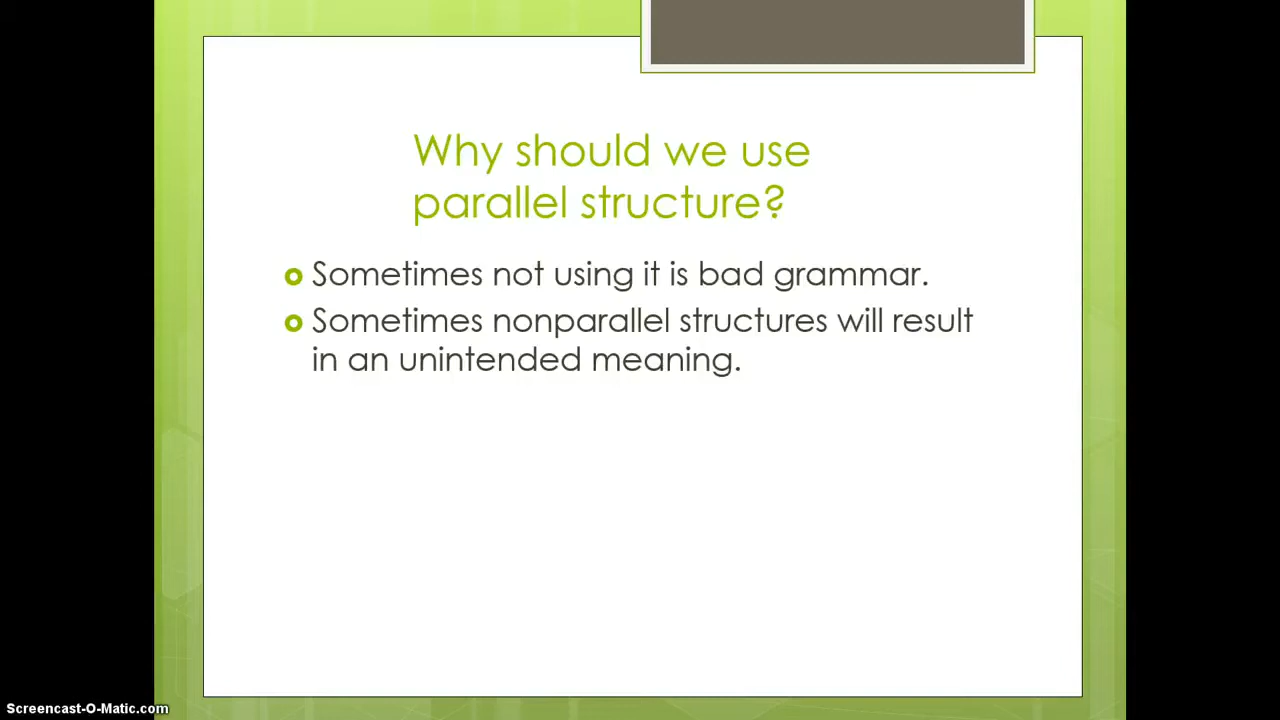 Why should we use
parallel structure?
Sometimes not using it is bad grammar.
Sometimes nonparallel structures will result
in an unintended meaning.
Screencast-O-Matic.com